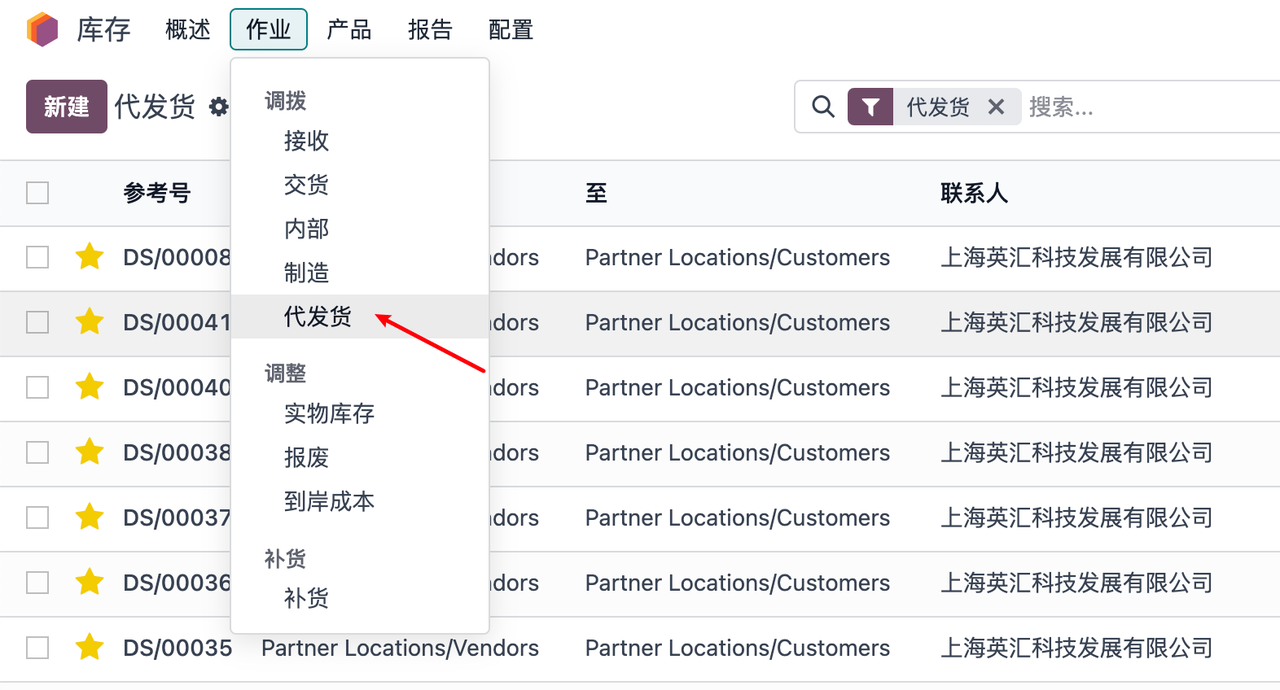 库存 概述 作业 产品 报告 配置
新建 代发货 代发货 搜索...
调拨
接收
交货
内部
制造
代发货
调整
实物库存
报废
到岸成本
补货
补货
参考号 至 联系人
DS/00008 dors Partner Locations/Customers 上海英汇科技发展有限公司
DS/00041 dors Partner Locations/Customers 上海英汇科技发展有限公司
DS/00040 dors Partner Locations/Customers 上海英汇科技发展有限公司
DS/00038 dors Partner Locations/Customers 上海英汇科技发展有限公司
DS/00037 dors Partner Locations/Customers 上海英汇科技发展有限公司
DS/00036 dors Partner Locations/Customers 上海英汇科技发展有限公司
DS/00035 Partner Locations/Vendors Partner Locations/Customers 上海英汇科技发展有限公司